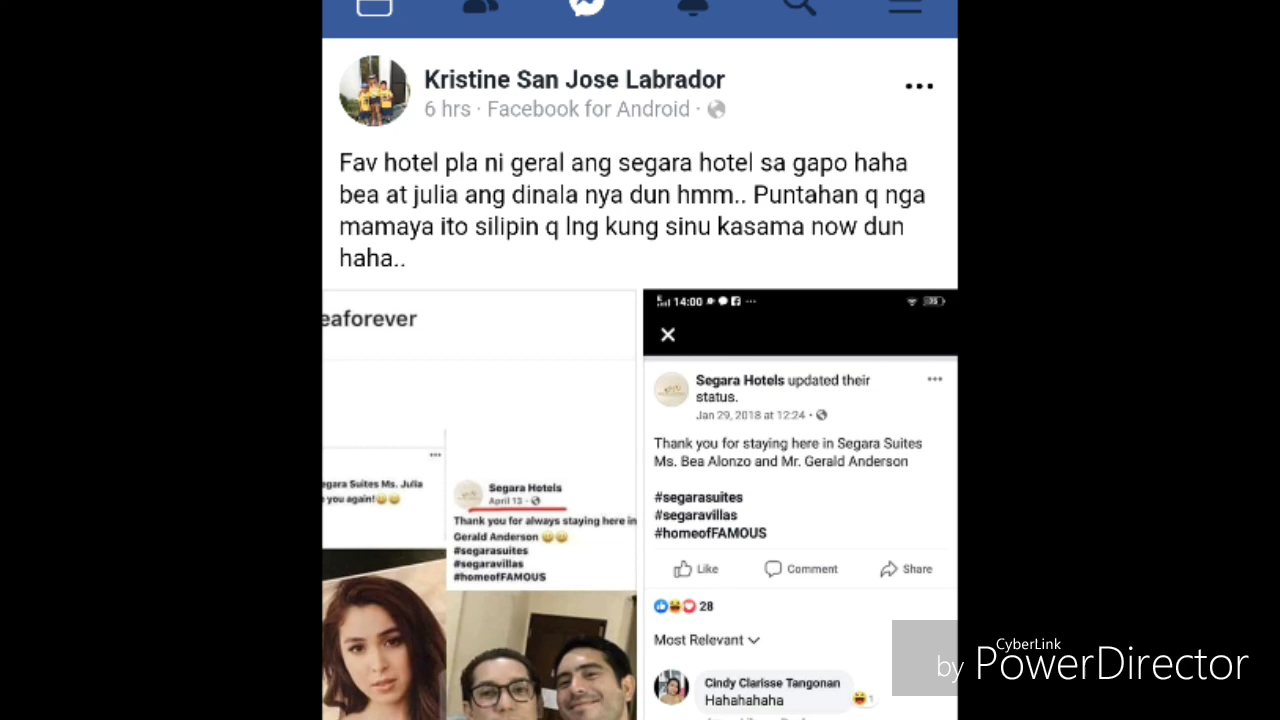 Kristine San Jose Labrador
6 hrs · Facebook for Android ·
Fav hotel pla ni geral ang segara hotel sa gapo haha
bea at julia ang dinala nya dun hmm.. Puntahan q nga
mamaya ito silipin q lng kung sinu kasama now dun
haha..
eaforever
egara Suites Ms. Julia
you again!😀😀
Segara Hotels
April 13 ·
Thank you for always staying here in
Gerald Anderson 😀😀
#segarasuites
#segaravillas
#homeofFAMOUS
14:00
35
Segara Hotels updated their
status.
Jan 29, 2018 at 12:24 ·
Thank you for staying here in Segara Suites
Ms. Bea Alonzo and Mr. Gerald Anderson
#segarasuites
#segaravillas
#homeofFAMOUS
Like Comment Share
28
Most Relevant
Cindy Clarisse Tangonan
Hahahahaha
1
CyberLink
by PowerDirector